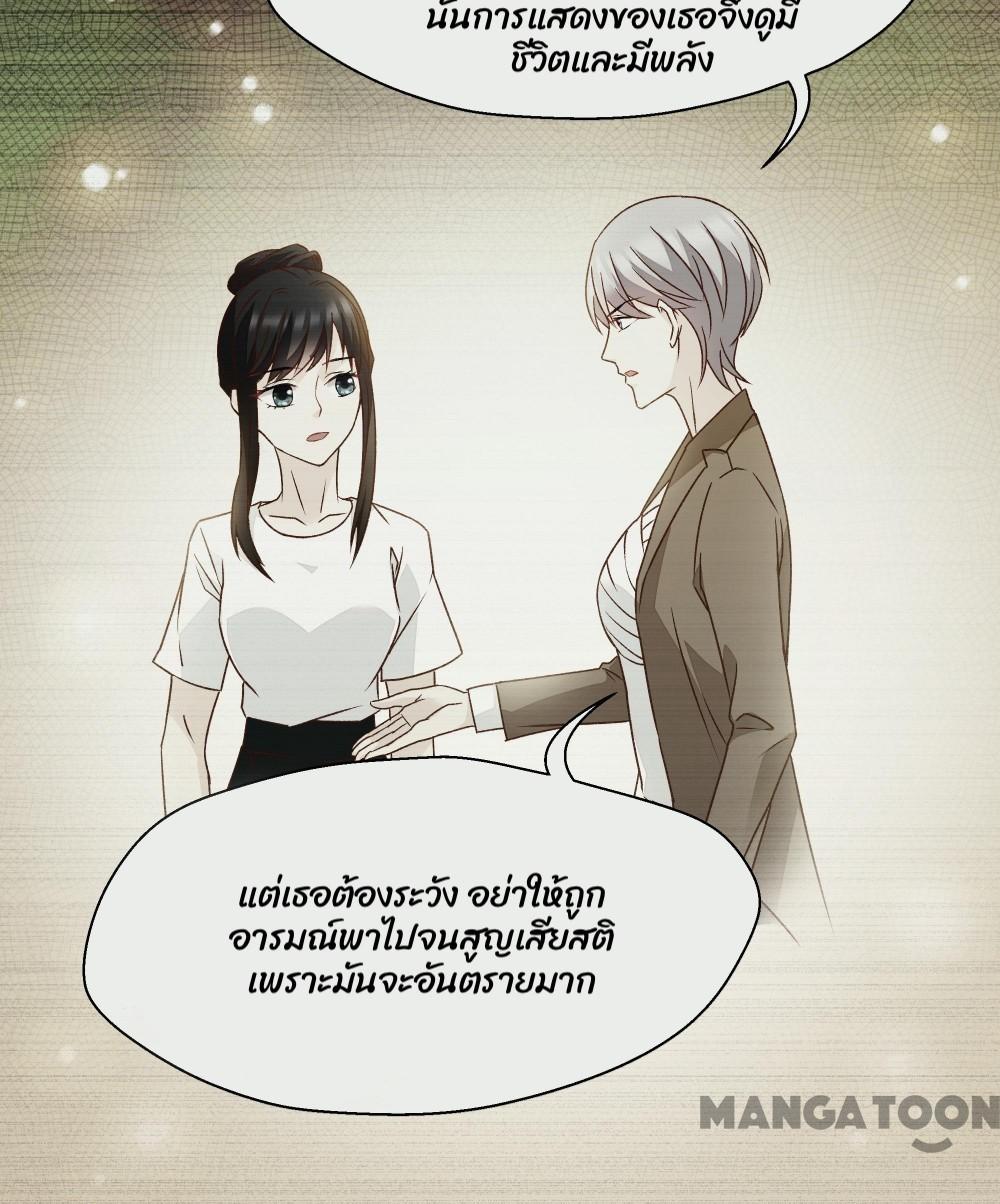 นั้นการแสดงของเธอจึงดูมี
ชีวิตและมีพลัง
แต่เธอต้องระวัง อย่าให้ถูก
อารมณ์พาไปจนสูญเสียสติ
เพราะมันจะอันตรายมาก
MANGATOON